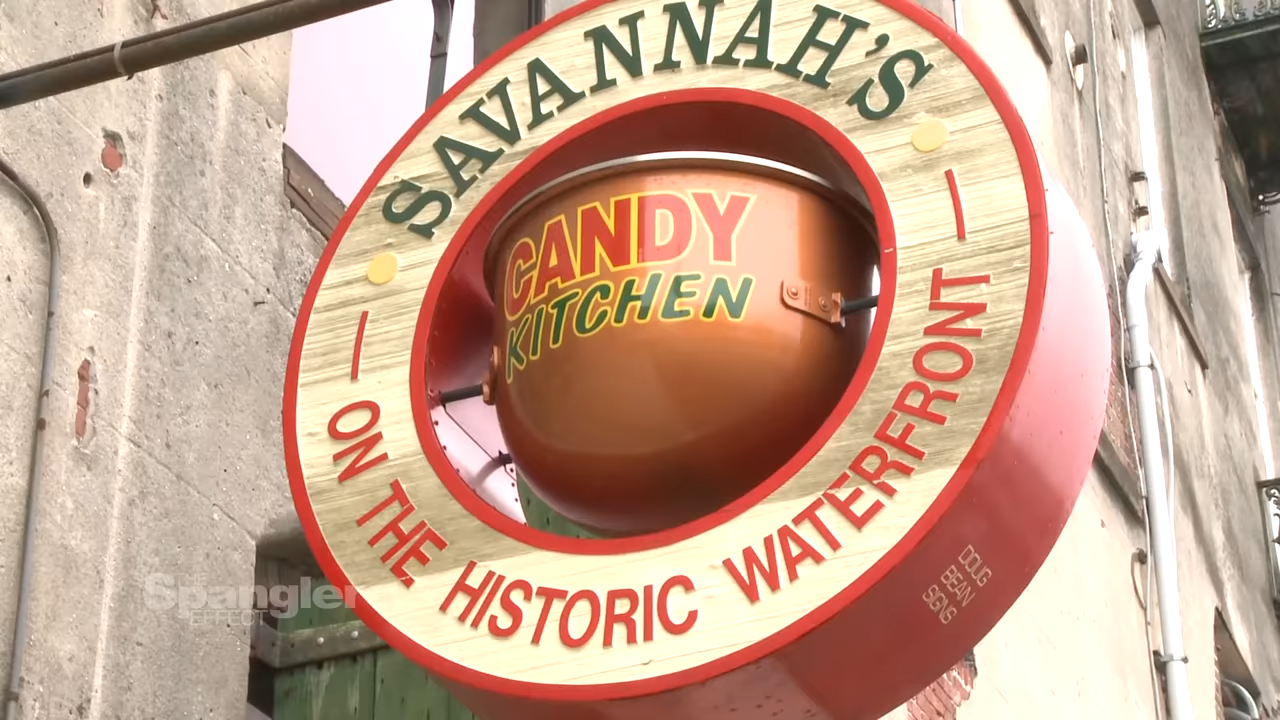 SAVANNAH'S
CANDY
KITCHEN
ON THE HISTORIC WATERFRONT
DOUG
BEAN
SIGNS
Spangler
EFFECT